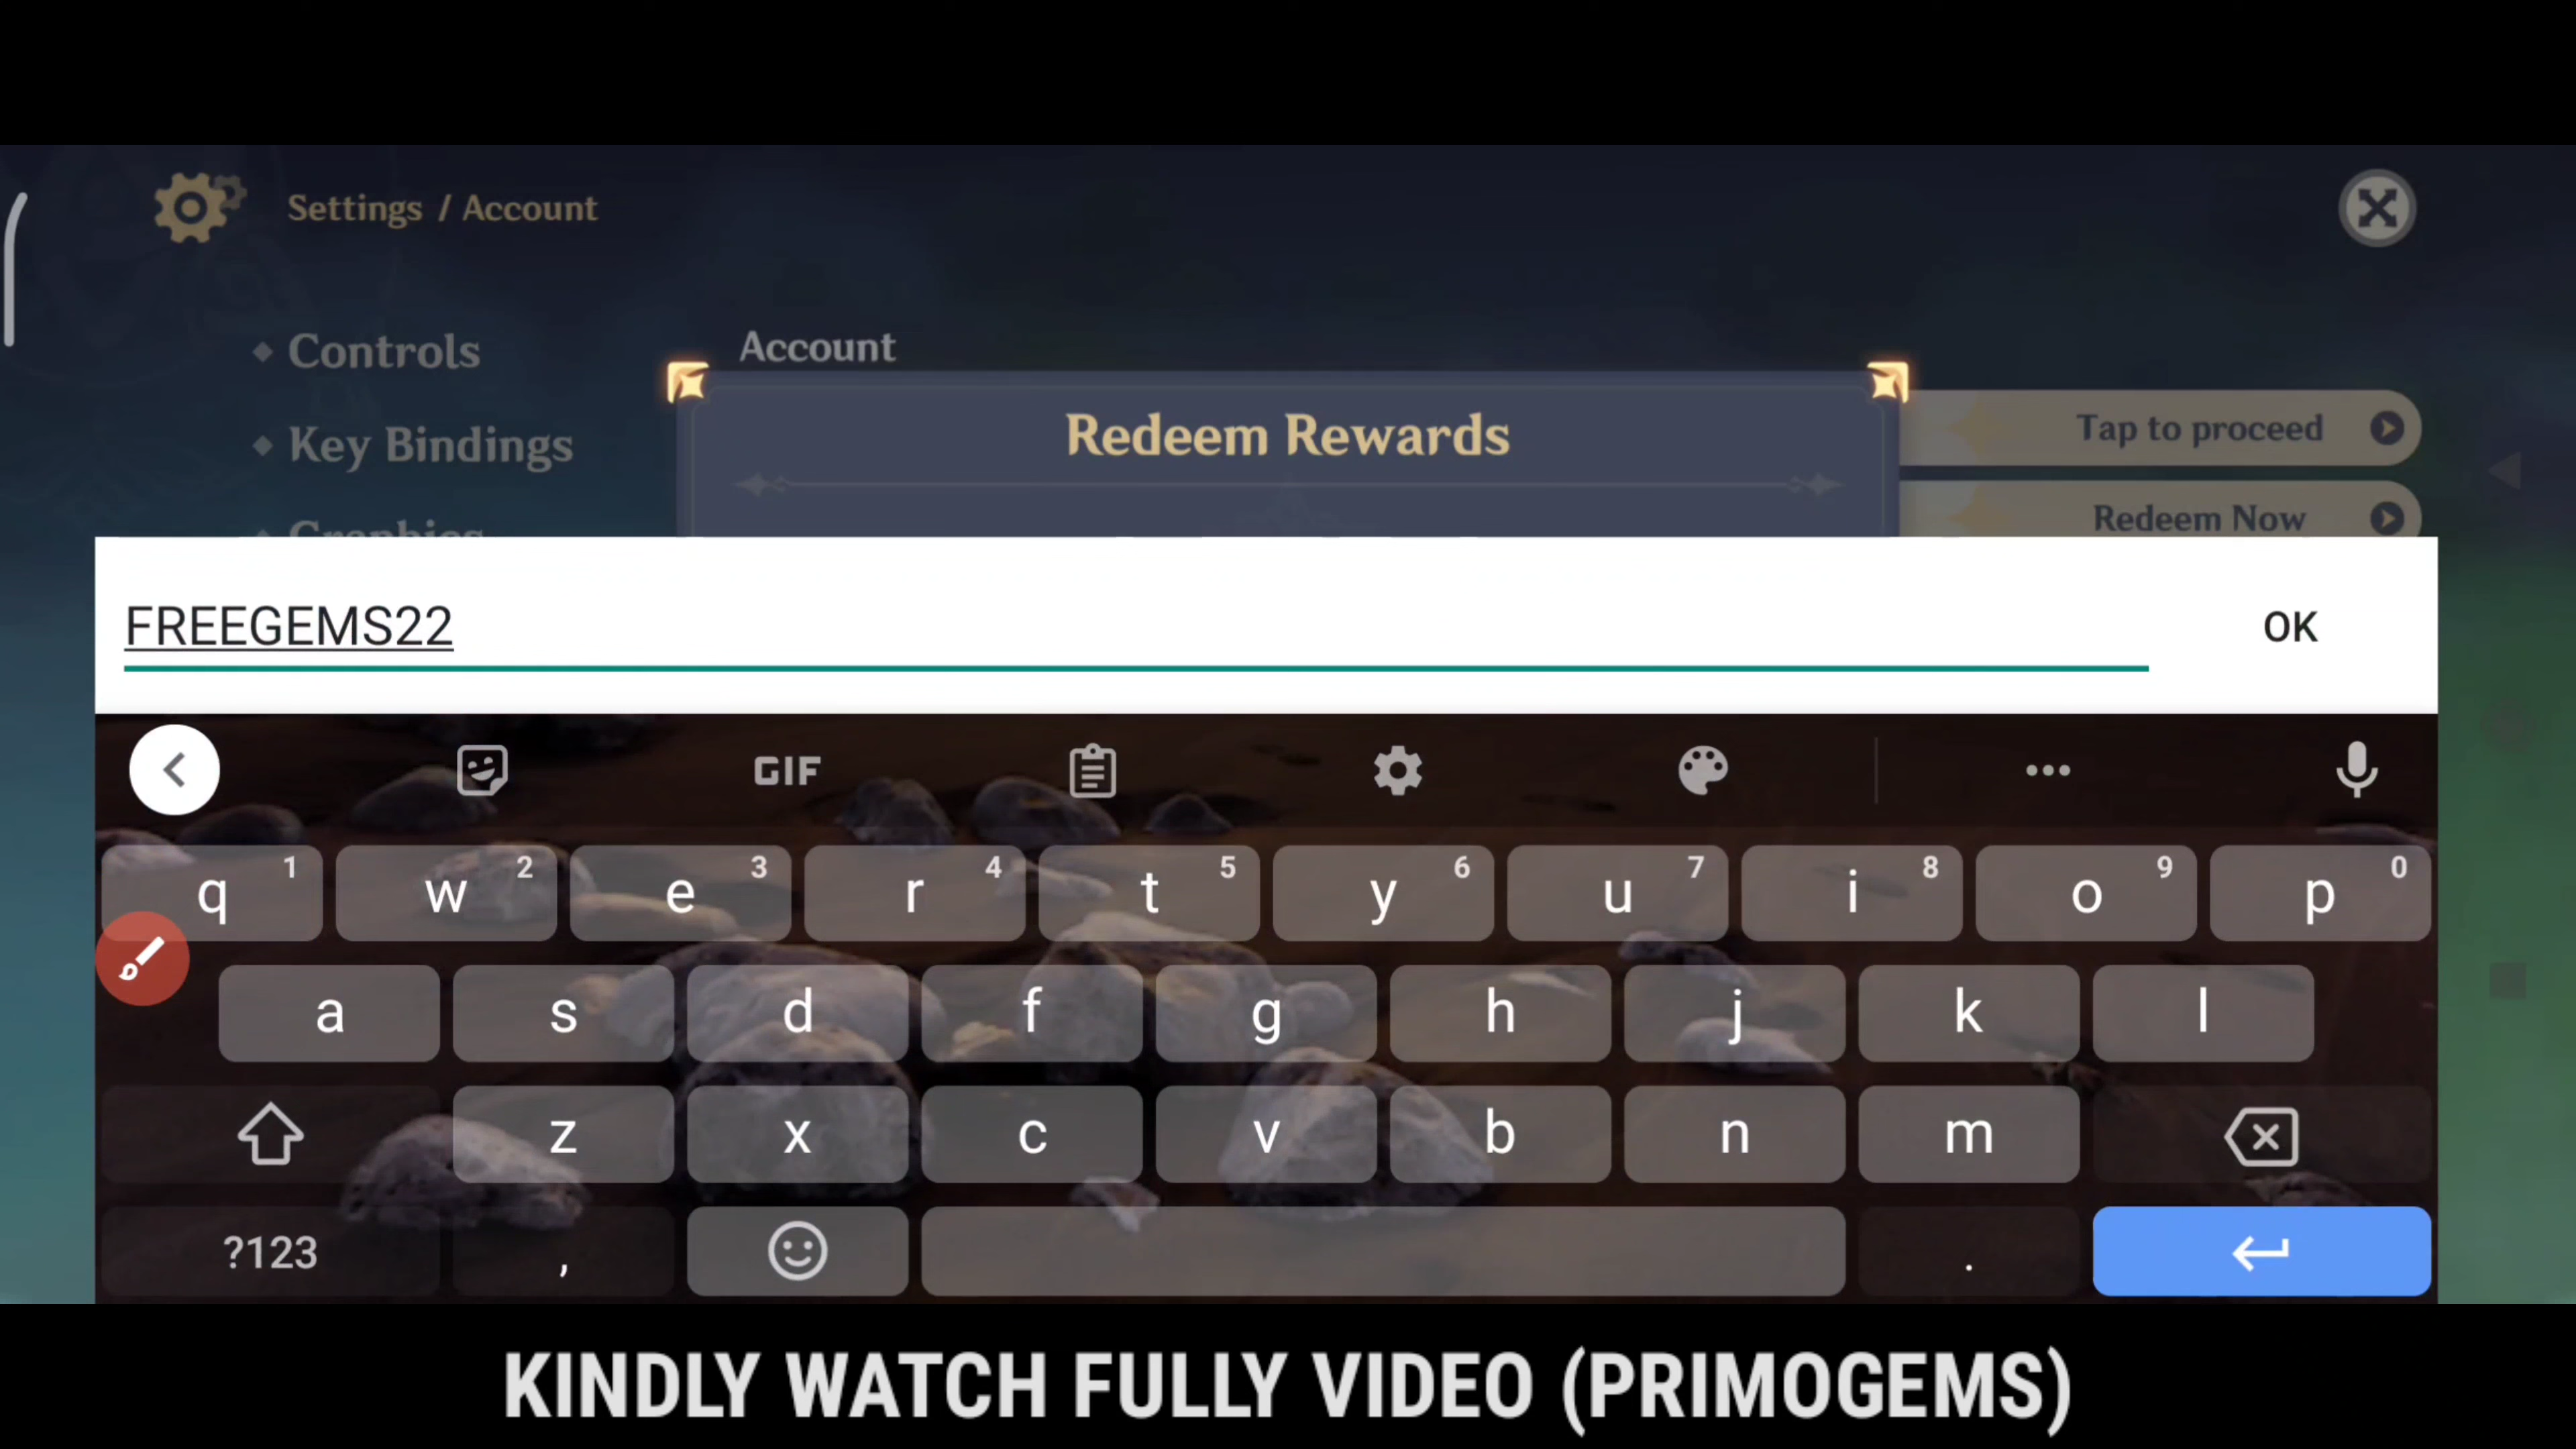 Settings / Account
Controls
Account
Key Bindings
Redeem Rewards
Tap to proceed
Graphics
Redeem Now
FREEGEMS22
OK
GIF
q 1 w 2 e 3 r 4 t 5 y 6 u 7 i 8 o 9 p 0
a s d f g h j k l
z x c v b n m
?123 , .
KINDLY WATCH FULLY VIDEO (PRIMOGEMS)